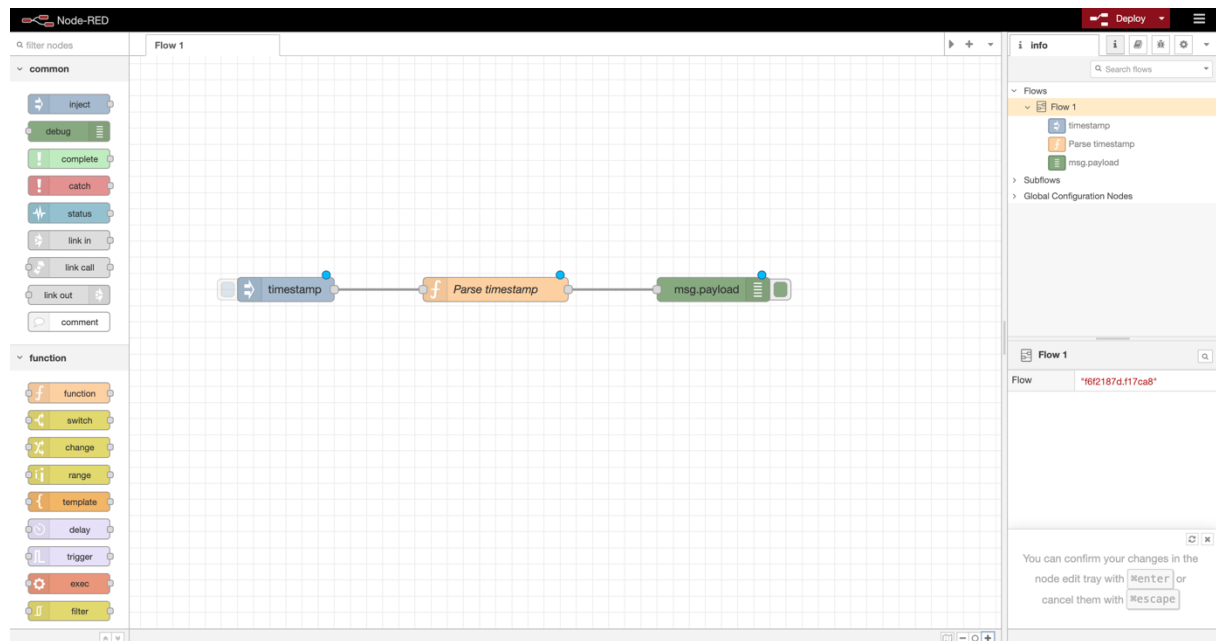 Node-RED
Deploy
filter nodes
Flow 1
info
Search flows
common
inject
debug
complete
catch
status
link in
link call
link out
comment
function
function
switch
change
range
template
delay
trigger
exec
filter
timestamp
Parse timestamp
msg.payload
Flows
Flow 1
timestamp
Parse timestamp
msg.payload
Subflows
Global Configuration Nodes
Flow 1
Flow "f6f2187d.f17ca8"
You can confirm your changes in the
node edit tray with ⌘enter or
cancel them with ⌘escape